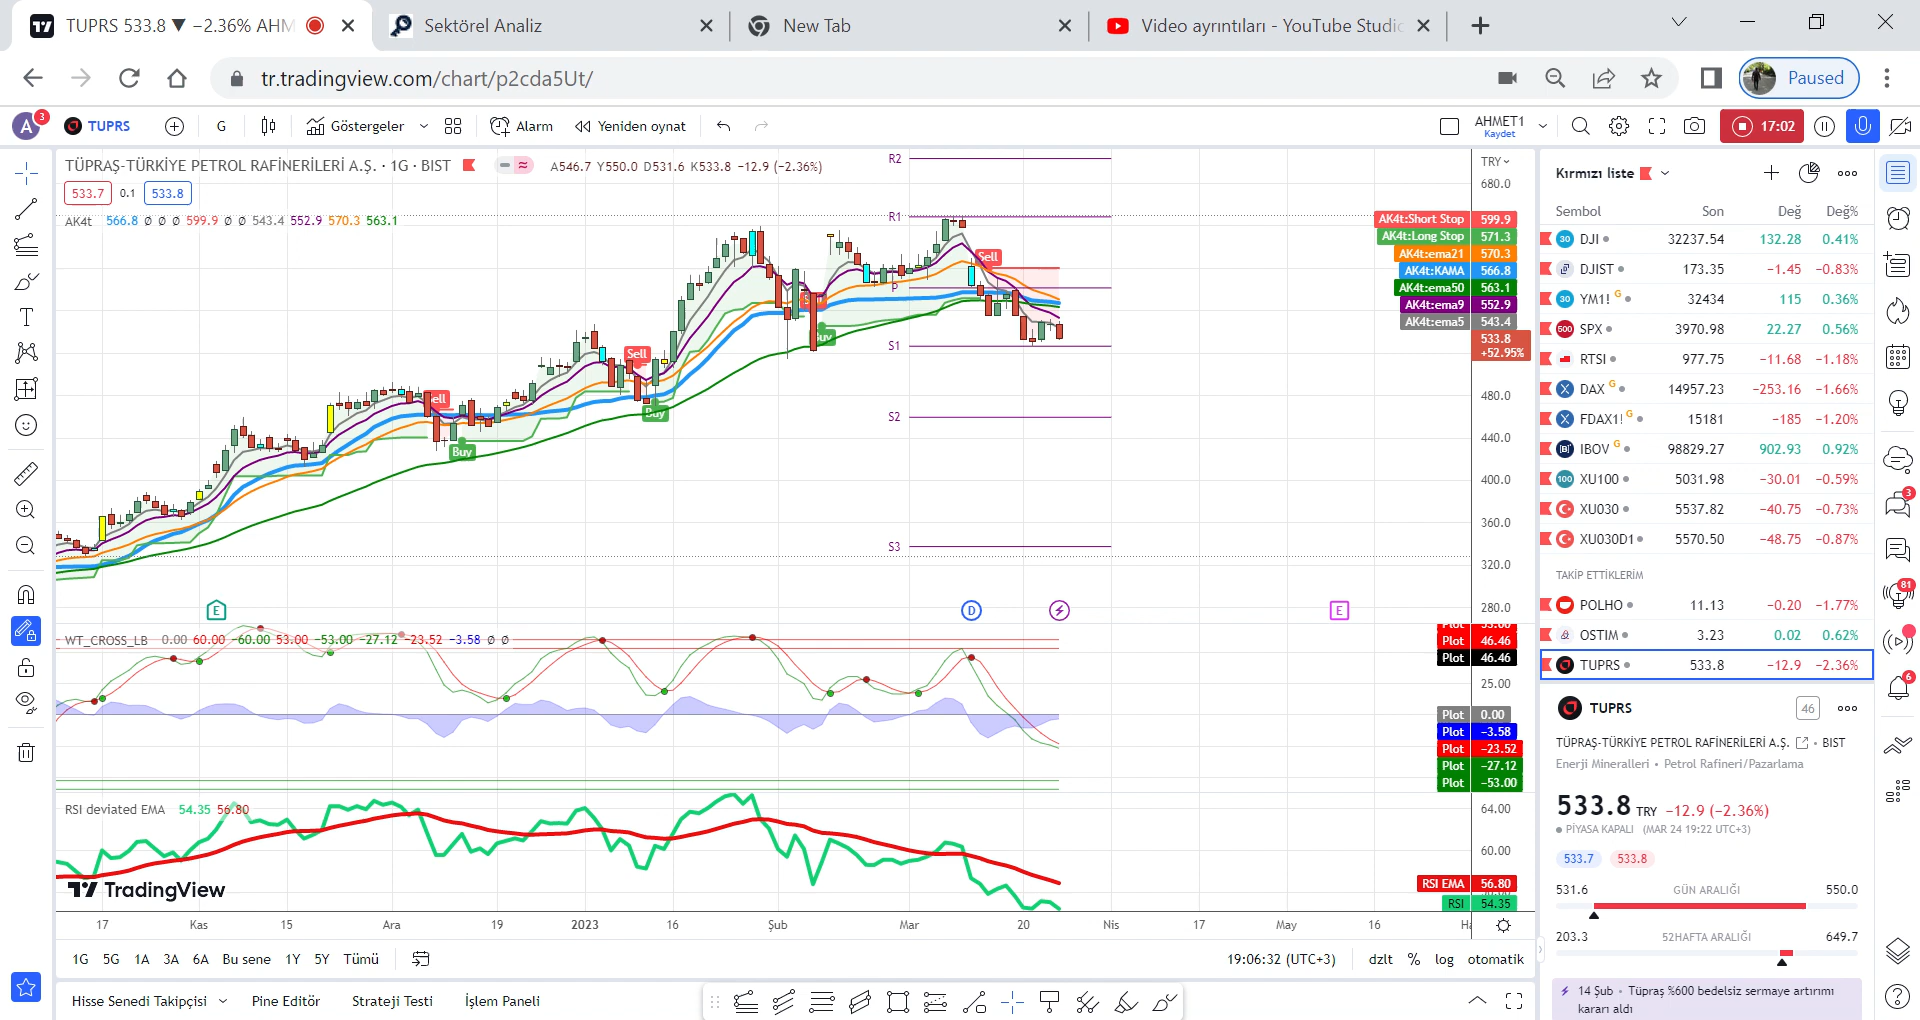 TUPRS 533.8 ▼ −2.36% AHM
Sektörel Analiz
New Tab
Video ayrıntıları - YouTube Studio
tr.tradingview.com/chart/p2cda5Ut/
Paused
A 3
TUPRS
G
Göstergeler
Alarm
Yeniden oynat
AHMET1
Kaydet
17:02
TÜPRAŞ-TÜRKİYE PETROL RAFİNERİLERİ A.Ş. · 1G · BIST
A546.7 Y550.0 D531.6 K533.8 −12.9 (−2.36%)
533.7 0.1 533.8
AK4t 566.8 ∅ ∅ ∅ 599.9 ∅ ∅ 543.4 552.9 570.3 563.1
R2
R1
P
S1
S2
S3
Sell
Buy
Sell
Buy
Buy
Sell
TRY
680.0
AK4t:Short Stop 599.9
AK4t:Long Stop 571.3
AK4t:ema21 570.3
AK4t:KAMA 566.8
AK4t:ema50 563.1
AK4t:ema9 552.9
AK4t:ema5 543.4
533.8
+52.95%
480.0
440.0
400.0
360.0
320.0
280.0
E
D
E
WT_CROSS_LB 0.00 60.00 −60.00 53.00 −53.00 −27.12 −23.52 −3.58 ∅ ∅
Plot 53.00
Plot 46.46
Plot 46.46
25.00
Plot 0.00
Plot −3.58
Plot −23.52
Plot −27.12
Plot −53.00
RSI deviated EMA 54.35 56.80
64.00
60.00
RSI EMA 56.80
RSI 54.35
TradingView
17 Kas 15 Ara 19 2023 16 Şub Mar 20 Nis 17 May 16
1G 5G 1A 3A 6A Bu sene 1Y 5Y Tümü
19:06:32 (UTC+3) dzlt % log otomatik
Hisse Senedi Takipçisi Pine Editör Strateji Testi İşlem Paneli
Kırmızı liste
Sembol Son Değ Değ%
30 DJI 32237.54 132.28 0.41%
DJIST 173.35 −1.45 −0.83%
30 YM1! G 32434 115 0.36%
500 SPX 3970.98 22.27 0.56%
RTSI 977.75 −11.68 −1.18%
DAX G 14957.23 −253.16 −1.66%
FDAX1! G 15181 −185 −1.20%
IBOV G 98829.27 902.93 0.92%
100 XU100 5031.98 −30.01 −0.59%
XU030 5537.82 −40.75 −0.73%
XU030D1 5570.50 −48.75 −0.87%
TAKİP ETTİKLERİM
POLHO 11.13 −0.20 −1.77%
OSTIM 3.23 0.02 0.62%
TUPRS 533.8 −12.9 −2.36%
TUPRS 46
TÜPRAŞ-TÜRKİYE PETROL RAFİNERİLERİ A.Ş. • BIST
Enerji Mineralleri • Petrol Rafineri/Pazarlama
533.8 TRY −12.9 (−2.36%)
PİYASA KAPALI (MAR 24 19:22 UTC+3)
533.7 533.8
531.6 GÜN ARALIĞI 550.0
203.3 52HAFTA ARALIĞI 649.7
14 Şub • Tüpraş %600 bedelsiz sermaye artırımı
kararı aldı
3
81
6